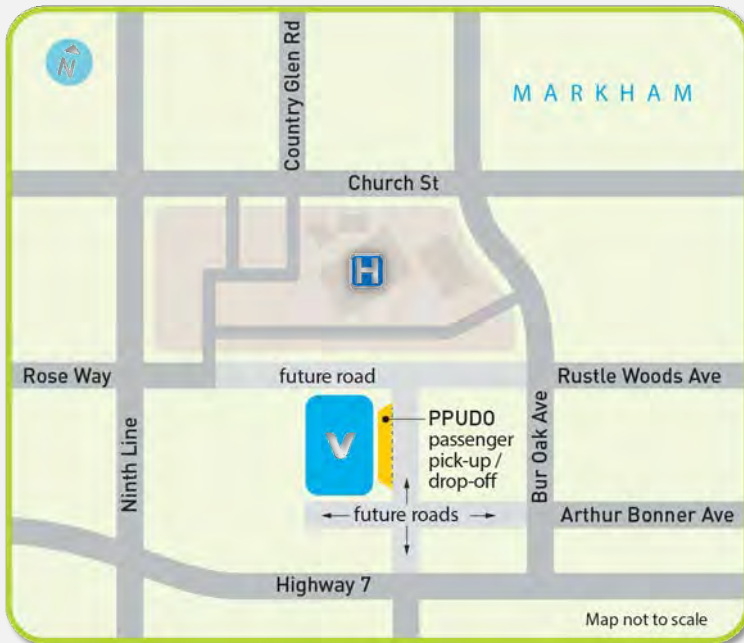 N
Country Glen Rd
MARKHAM
Church St
H
Rose Way
future road
Rustle Woods Ave
Ninth Line
V
PPUDO
passenger
pick-up /
drop-off
Bur Oak Ave
future roads
Arthur Bonner Ave
Highway 7
Map not to scale